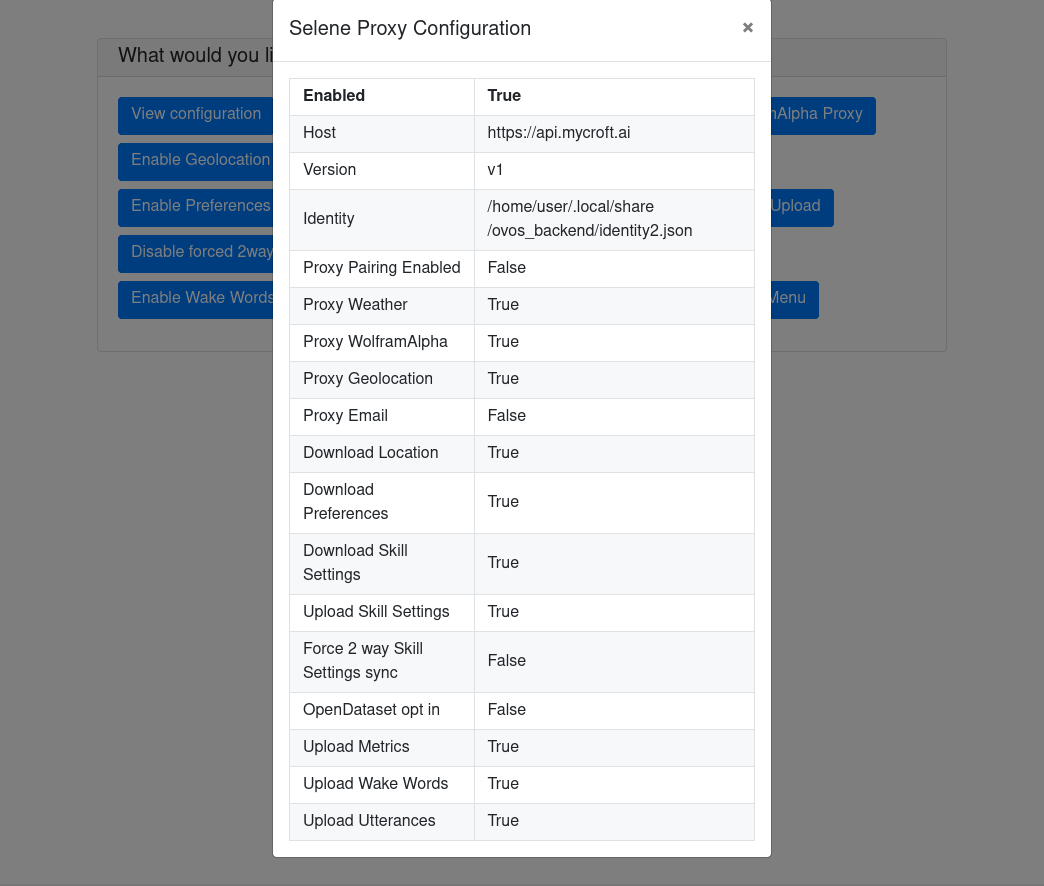 Selene Proxy Configuration ×
What would you li
View configuration
Alpha Proxy
Enable Geolocation
Enable Preferences
Upload
Disable forced 2way
Enable Wake Words
Menu
Enabled True
Host https://api.mycroft.ai
Version v1
Identity /home/user/.local/share
/ovos_backend/identity2.json
Proxy Pairing Enabled False
Proxy Weather True
Proxy WolframAlpha True
Proxy Geolocation True
Proxy Email False
Download Location True
Download
Preferences True
Download Skill
Settings True
Upload Skill Settings True
Force 2 way Skill
Settings sync False
OpenDataset opt in False
Upload Metrics True
Upload Wake Words True
Upload Utterances True